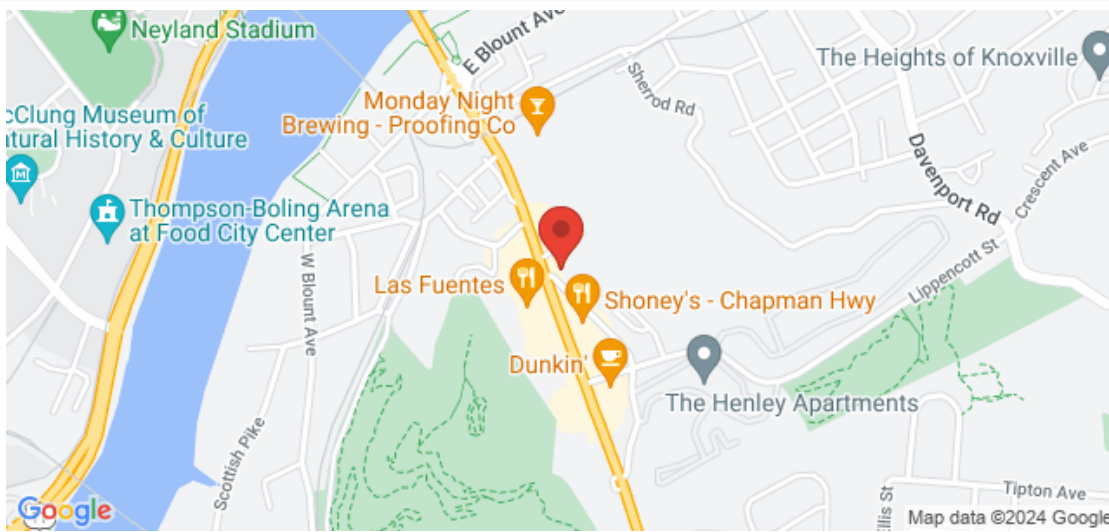 Neyland Stadium
E Blount Ave
The Heights of Knoxville
Sherrod Rd
Monday Night
Brewing - Proofing Co
cClung Museum of
atural History & Culture
Davenport Rd
Crescent Ave
Thompson-Boling Arena
at Food City Center
W Blount Ave
Lippencott St
Las Fuentes
Shoney's - Chapman Hwy
Dunkin'
The Henley Apartments
Scottish Pike
Ellis St
Tipton Ave
Google
Map data ©2024 Google